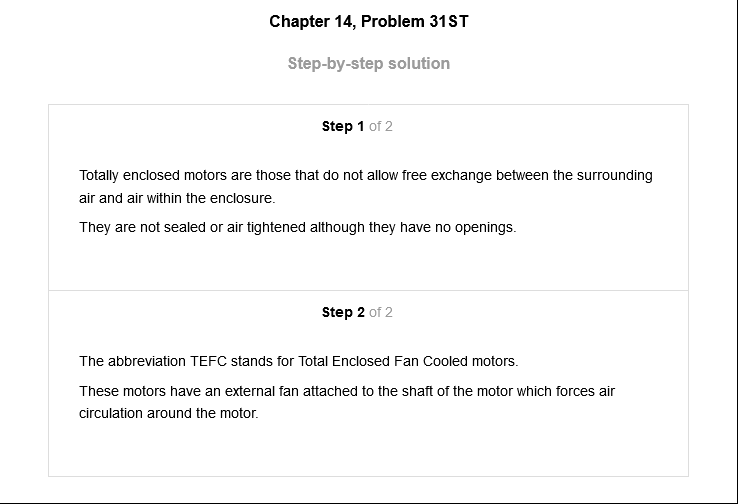 Chapter 14, Problem 31ST
Step-by-step solution
Step 1 of 2
Totally enclosed motors are those that do not allow free exchange between the surrounding
air and air within the enclosure.
They are not sealed or air tightened although they have no openings.
Step 2 of 2
The abbreviation TEFC stands for Total Enclosed Fan Cooled motors.
These motors have an external fan attached to the shaft of the motor which forces air
circulation around the motor.